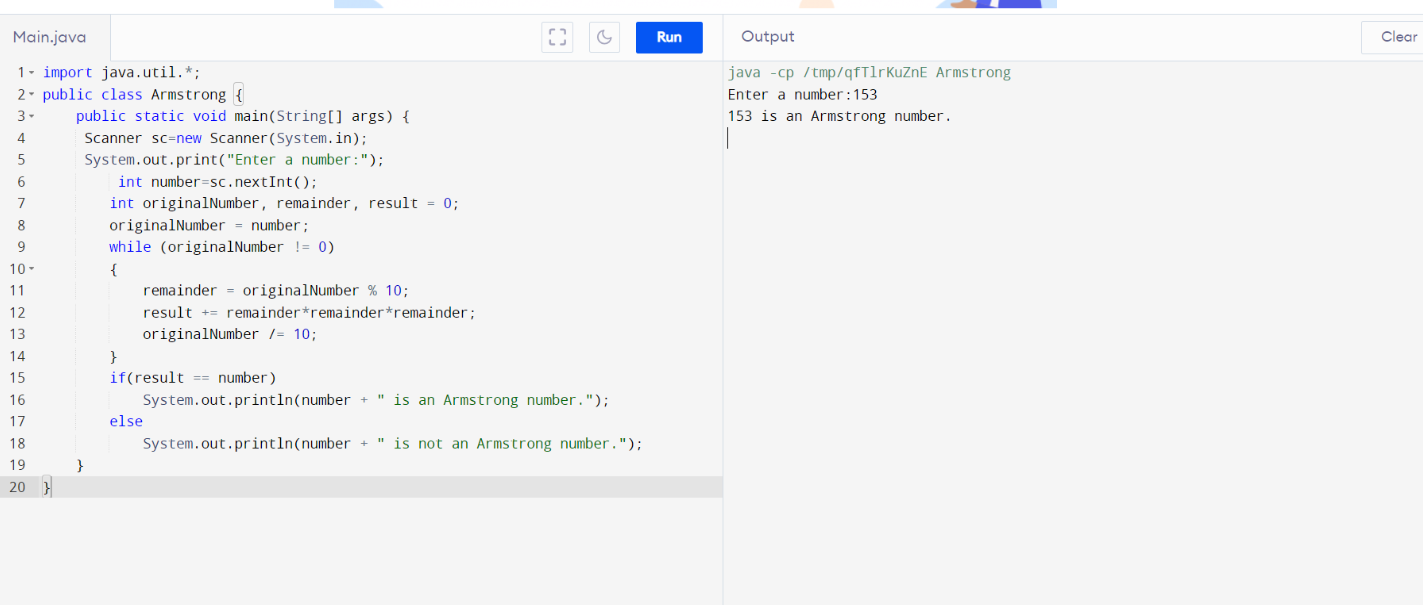 Main.java
Run
Output
Clear
1 import java.util.*;
2 public class Armstrong {
3 public static void main(String[] args) {
4 Scanner sc=new Scanner(System.in);
5 System.out.print("Enter a number:");
6 int number=sc.nextInt();
7 int originalNumber, remainder, result = 0;
8 originalNumber = number;
9 while (originalNumber != 0)
10 {
11 remainder = originalNumber % 10;
12 result += remainder*remainder*remainder;
13 originalNumber /= 10;
14 }
15 if(result == number)
16 System.out.println(number + " is an Armstrong number.");
17 else
18 System.out.println(number + " is not an Armstrong number.");
19 }
20 }
java -cp /tmp/qfTlrKuZnE Armstrong
Enter a number:153
153 is an Armstrong number.